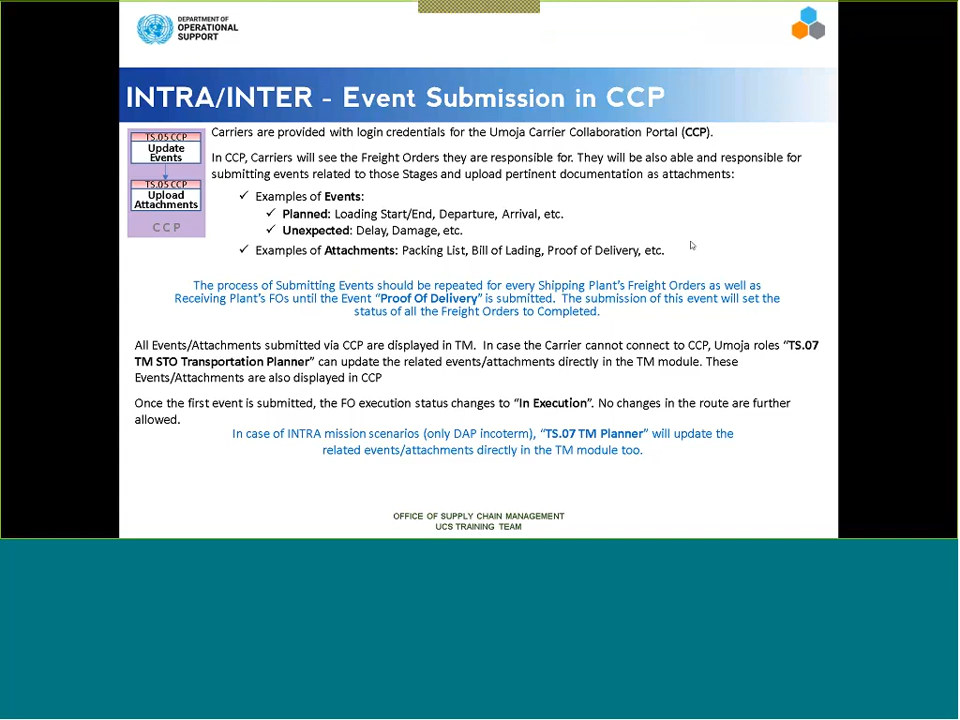 DEPARTMENT OF
OPERATIONAL
SUPPORT
INTRA/INTER - Event Submission in CCP
TS.05 CCP
Update
Events
TS.05 CCP
Upload
Attachments
CCP
Carriers are provided with login credentials for the Umoja Carrier Collaboration Portal (CCP).
In CCP, Carriers will see the Freight Orders they are responsible for. They will be also able and responsible for
submitting events related to those Stages and upload pertinent documentation as attachments:
✓ Examples of Events:
✓ Planned: Loading Start/End, Departure, Arrival, etc.
✓ Unexpected: Delay, Damage, etc.
✓ Examples of Attachments: Packing List, Bill of Lading, Proof of Delivery, etc.
The process of Submitting Events should be repeated for every Shipping Plant's Freight Orders as well as
Receiving Plant's FOs until the Event “Proof Of Delivery” is submitted. The submission of this event will set the
status of all the Freight Orders to Completed.
All Events/Attachments submitted via CCP are displayed in TM. In case the Carrier cannot connect to CCP, Umoja roles “TS.07
TM STO Transportation Planner” can update the related events/attachments directly in the TM module. These
Events/Attachments are also displayed in CCP
Once the first event is submitted, the FO execution status changes to “In Execution”. No changes in the route are further
allowed.
In case of INTRA mission scenarios (only DAP incoterm), “TS.07 TM Planner” will update the
related events/attachments directly in the TM module too.
OFFICE OF SUPPLY CHAIN MANAGEMENT
UCS TRAINING TEAM